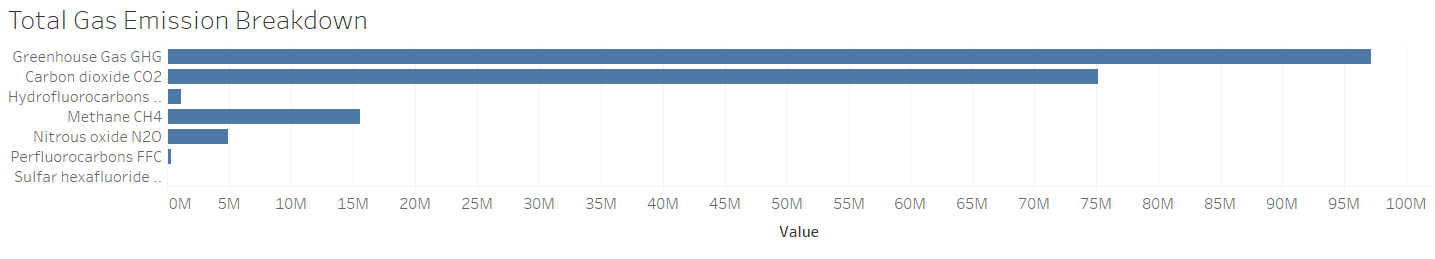 Total Gas Emission Breakdown
Greenhouse Gas GHG
Carbon dioxide CO2
Hydrofluorocarbons ..
Methane CH4
Nitrous oxide N2O
Perfluorocarbons FFC
Sulfar hexafluoride ..
0M 5M 10M 15M 20M 25M 30M 35M 40M 45M 50M 55M 60M 65M 70M 75M 80M 85M 90M 95M 100M
Value